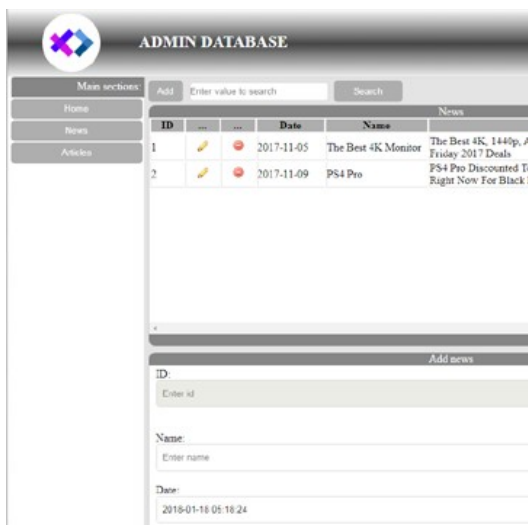 ADMIN DATABASE
Main sections:
Home
News
Articles
Add Enter value to search Search
News
ID ... ... Date Name
1 2017-11-05 The Best 4K Monitor The Best 4K, 1440p, A
Friday 2017 Deals
2 2017-11-09 PS4 Pro PS4 Pro Discounted To
Right Now For Black
Add news
ID:
Enter id
Name:
Enter name
Date:
2018-01-16 05:18:24